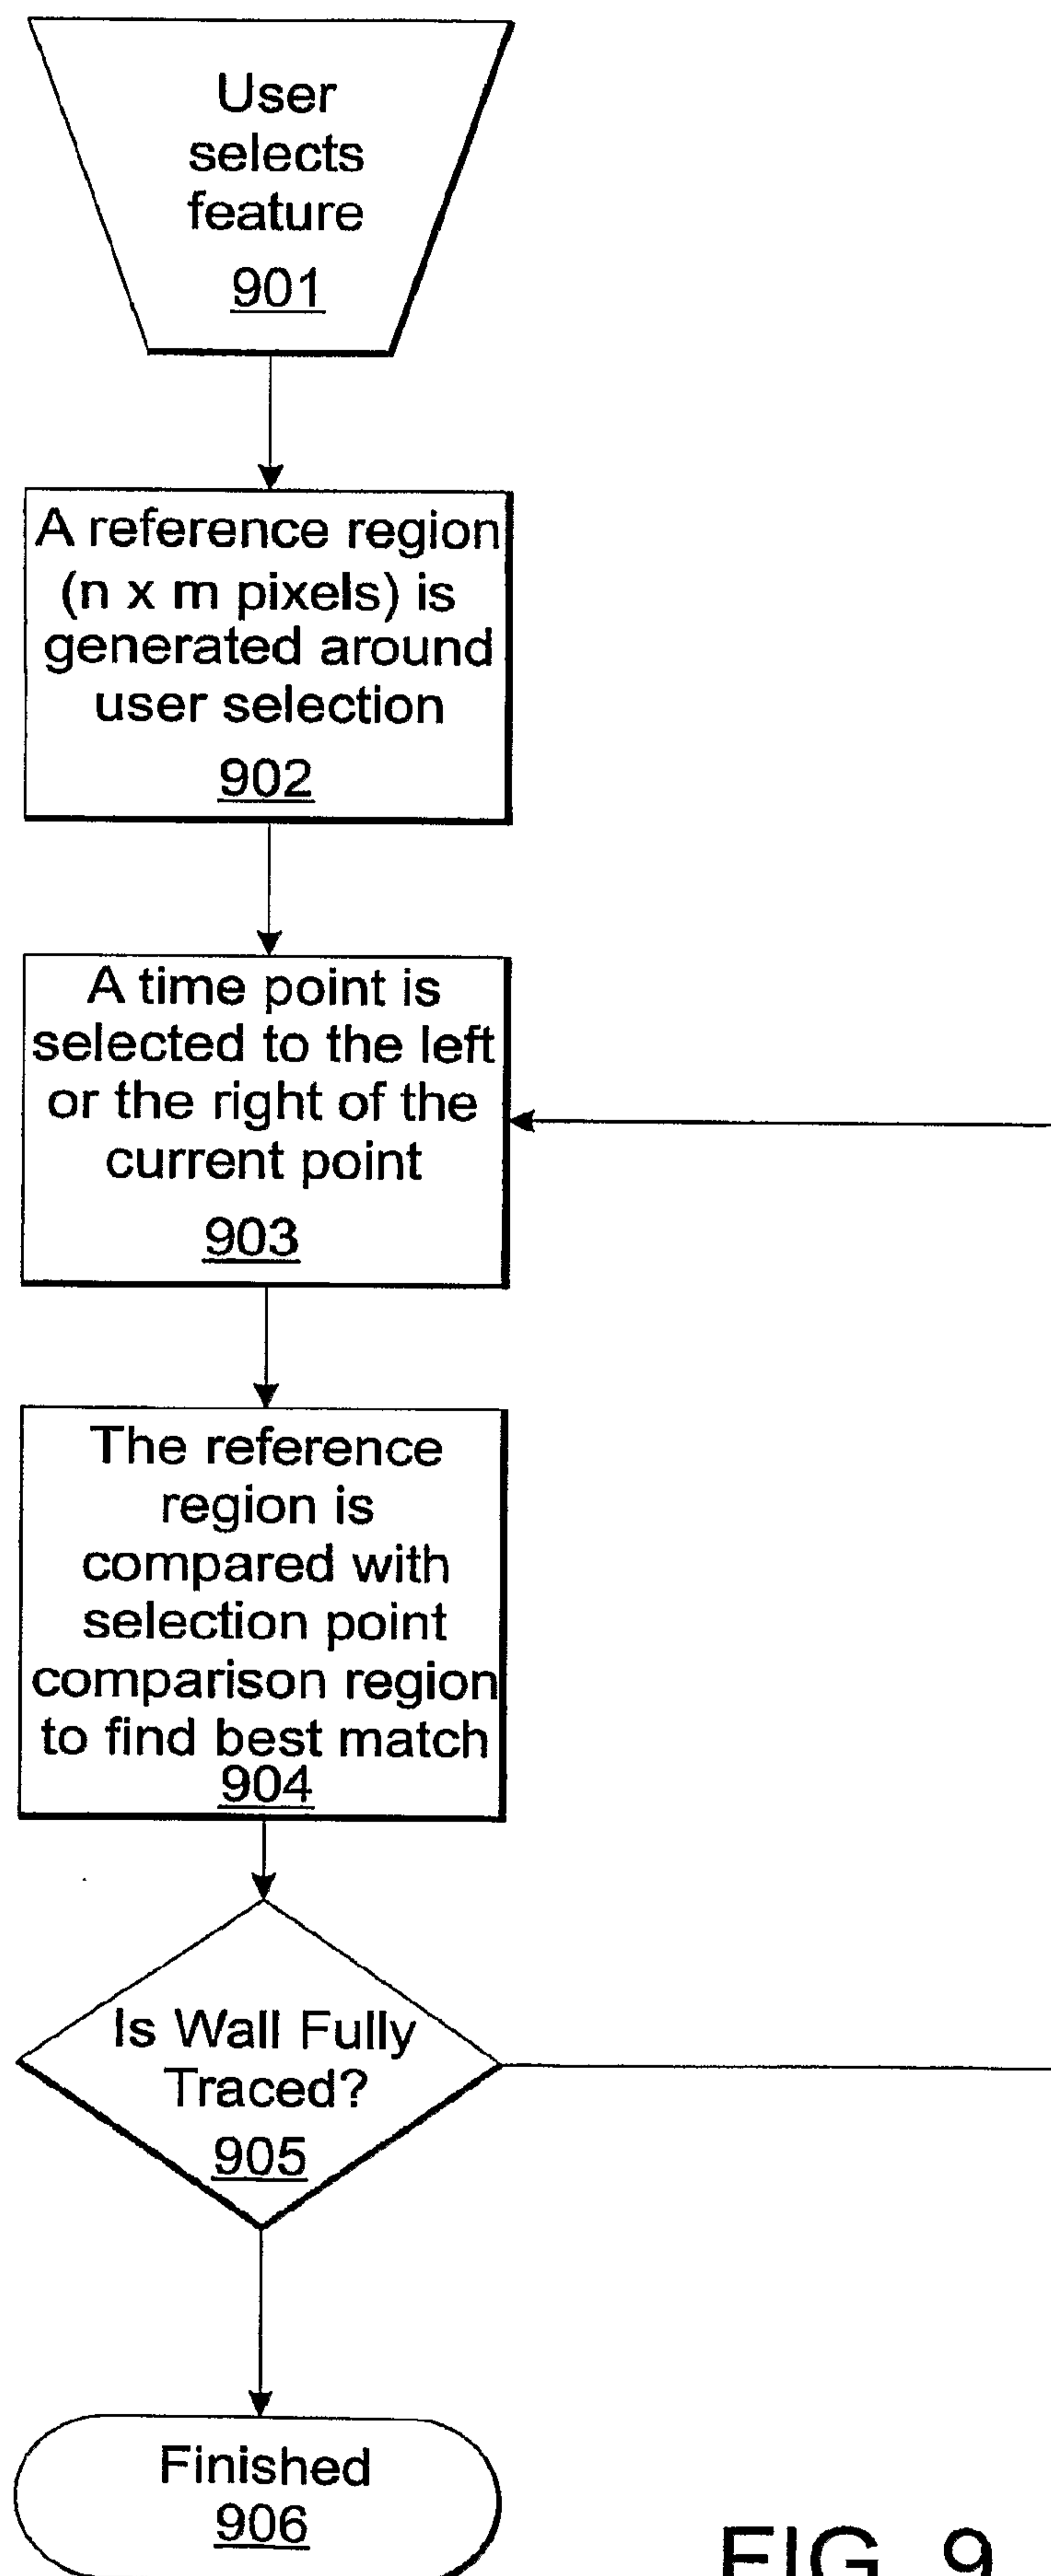 User
selects
feature
901
A reference region
(n x m pixels) is
generated around
user selection
902
A time point is
selected to the left
or the right of the
current point
903
The reference
region is
compared with
selection point
comparison region
to find best match
904
Is Wall Fully
Traced?
905
Finished
906
FIG. 9